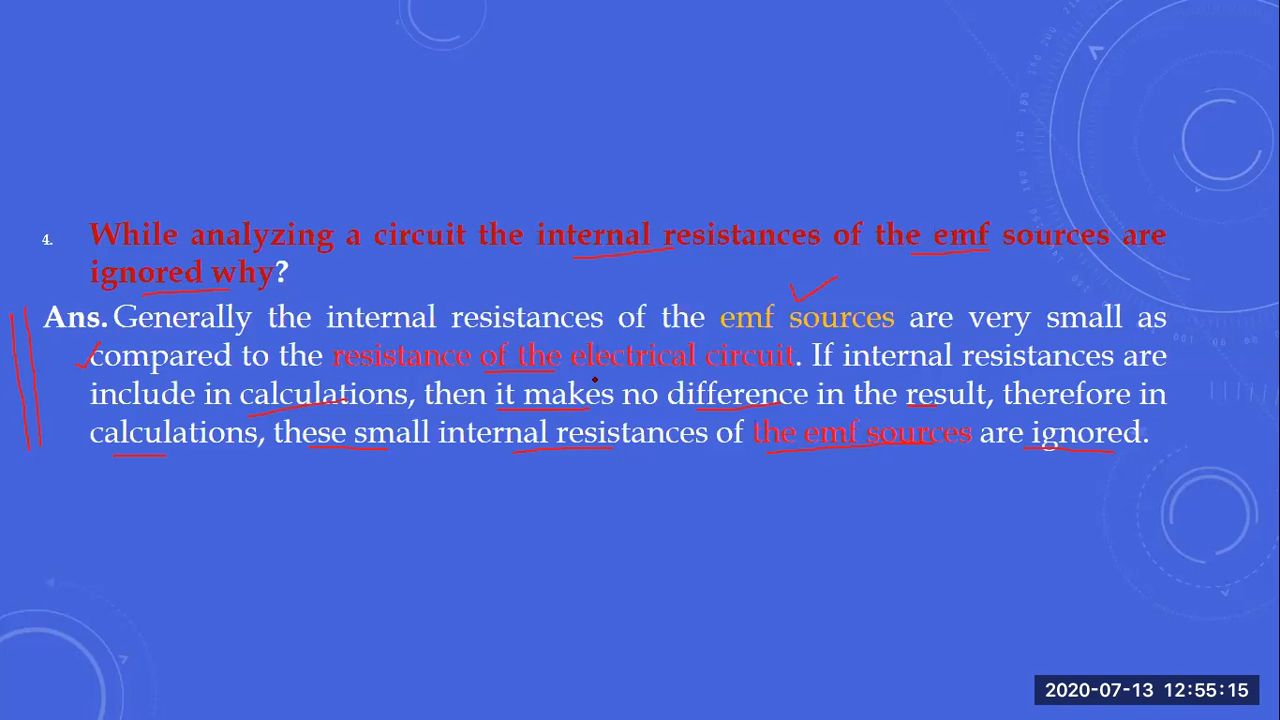 4. While analyzing a circuit the internal resistances of the emf sources are
ignored why?
Ans. Generally the internal resistances of the emf sources are very small as
compared to the resistance of the electrical circuit. If internal resistances are
include in calculations, then it makes no difference in the result, therefore in
calculations, these small internal resistances of the emf sources are ignored.
2020-07-13 12:55:15